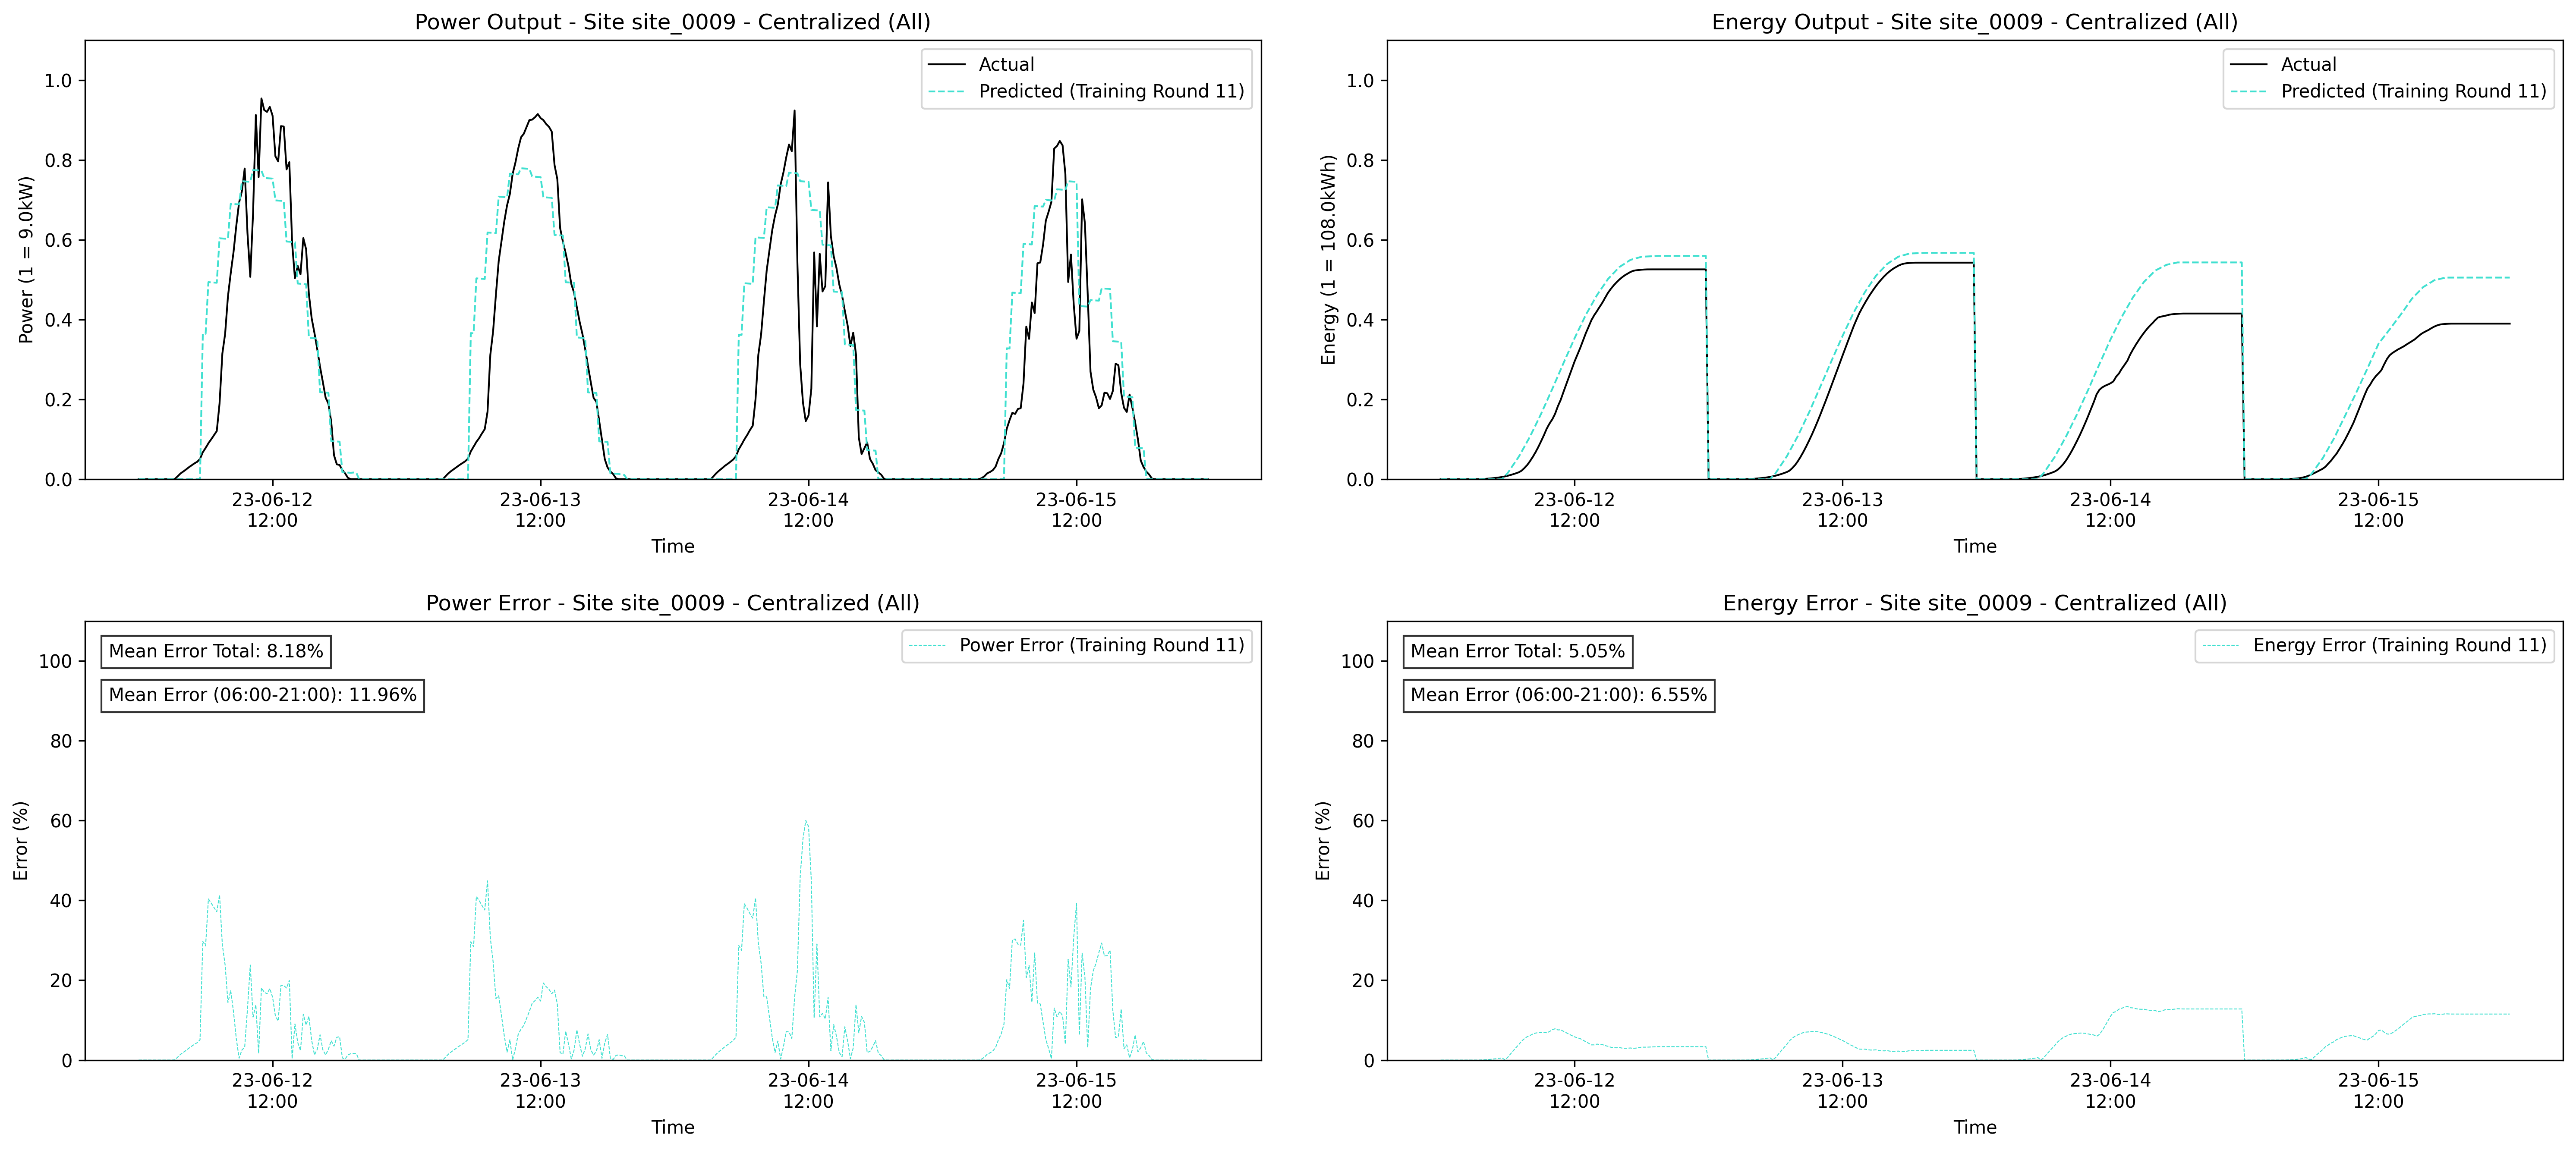 Power Output - Site site_0009 - Centralized (All)
Power (1 = 9.0kW)
1.0
0.8
0.6
0.4
0.2
0.0
Actual
Predicted (Training Round 11)
23-06-12
12:00
23-06-13
12:00
23-06-14
12:00
23-06-15
12:00
Time
Energy Output - Site site_0009 - Centralized (All)
Energy (1 = 108.0kWh)
1.0
0.8
0.6
0.4
0.2
0.0
Actual
Predicted (Training Round 11)
23-06-12
12:00
23-06-13
12:00
23-06-14
12:00
23-06-15
12:00
Time
Power Error - Site site_0009 - Centralized (All)
Error (%)
100
80
60
40
20
0
Mean Error Total: 8.18%
Mean Error (06:00-21:00): 11.96%
Power Error (Training Round 11)
23-06-12
12:00
23-06-13
12:00
23-06-14
12:00
23-06-15
12:00
Time
Energy Error - Site site_0009 - Centralized (All)
Error (%)
100
80
60
40
20
0
Mean Error Total: 5.05%
Mean Error (06:00-21:00): 6.55%
Energy Error (Training Round 11)
23-06-12
12:00
23-06-13
12:00
23-06-14
12:00
23-06-15
12:00
Time